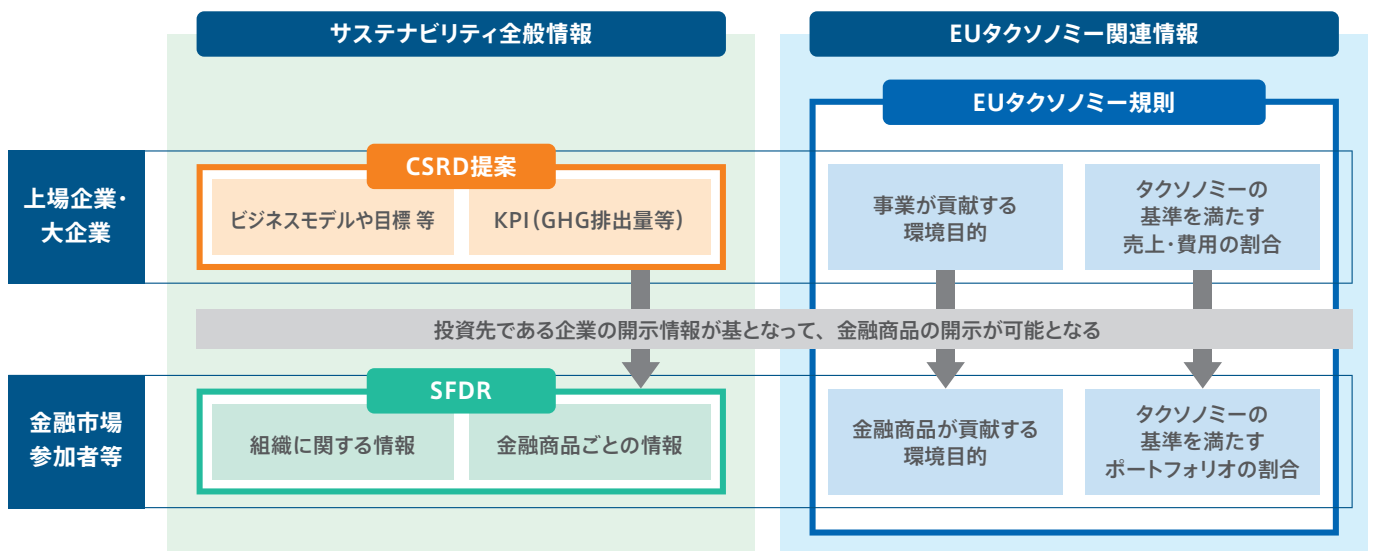 サステナビリティ全般情報
EUタクソノミー関連情報
EUタクソノミー規則
上場企業・
大企業
CSRD提案
ビジネスモデルや目標 等
KPI(GHG排出量等)
事業が貢献する
環境目的
タクソノミーの
基準を満たす
売上・費用の割合
投資先である企業の開示情報が基となって、金融商品の開示が可能となる
金融市場
参加者等
SFDR
組織に関する情報
金融商品ごとの情報
金融商品が貢献する
環境目的
タクソノミーの
基準を満たす
ポートフォリオの割合